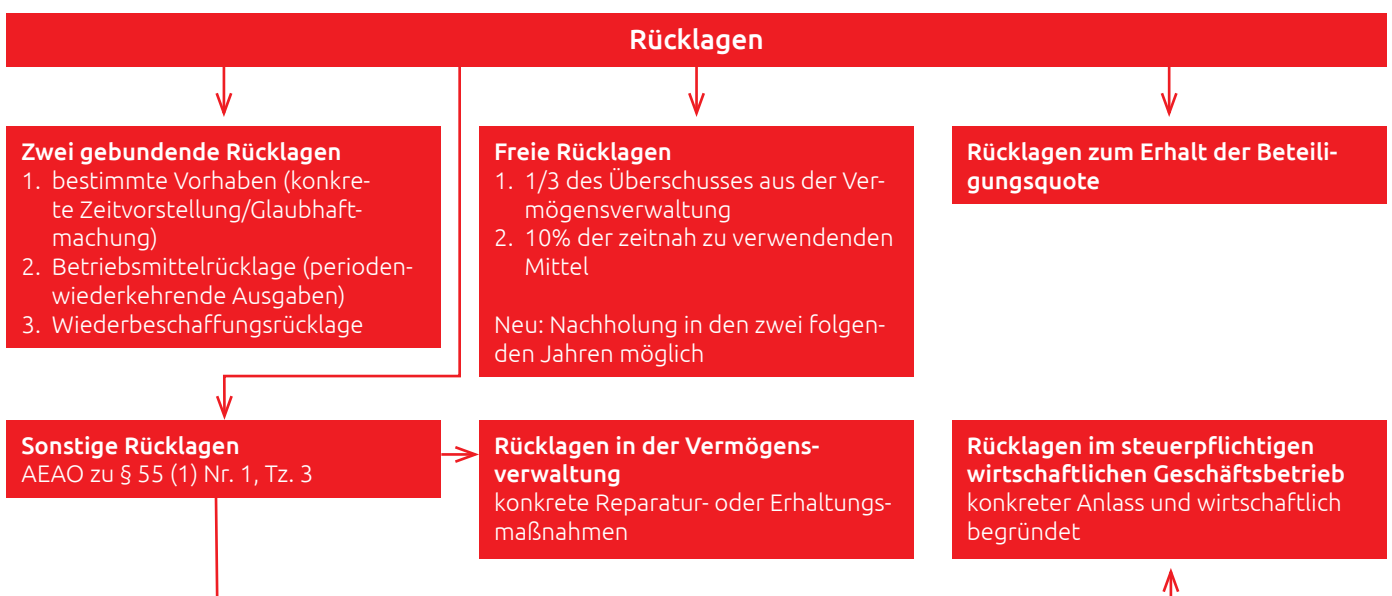 Rücklagen
Zwei gebundende Rücklagen
1. bestimmte Vorhaben (konkre-
te Zeitvorstellung/Glaubhaft-
machung)
2. Betriebsmittelrücklage (perioden-
wiederkehrende Ausgaben)
3. Wiederbeschaffungsrücklage
Freie Rücklagen
1. 1/3 des Überschusses aus der Ver-
mögensverwaltung
2. 10% der zeitnah zu verwendenden
Mittel
Neu: Nachholung in den zwei folgen-
den Jahren möglich
Rücklagen zum Erhalt der Beteili-
gungsquote
Sonstige Rücklagen
AEAO zu § 55 (1) Nr. 1, Tz. 3
Rücklagen in der Vermögens-
verwaltung
konkrete Reparatur- oder Erhaltungs-
maßnahmen
Rücklagen im steuerpflichtigen
wirtschaftlichen Geschäftsbetrieb
konkreter Anlass und wirtschaftlich
begründet